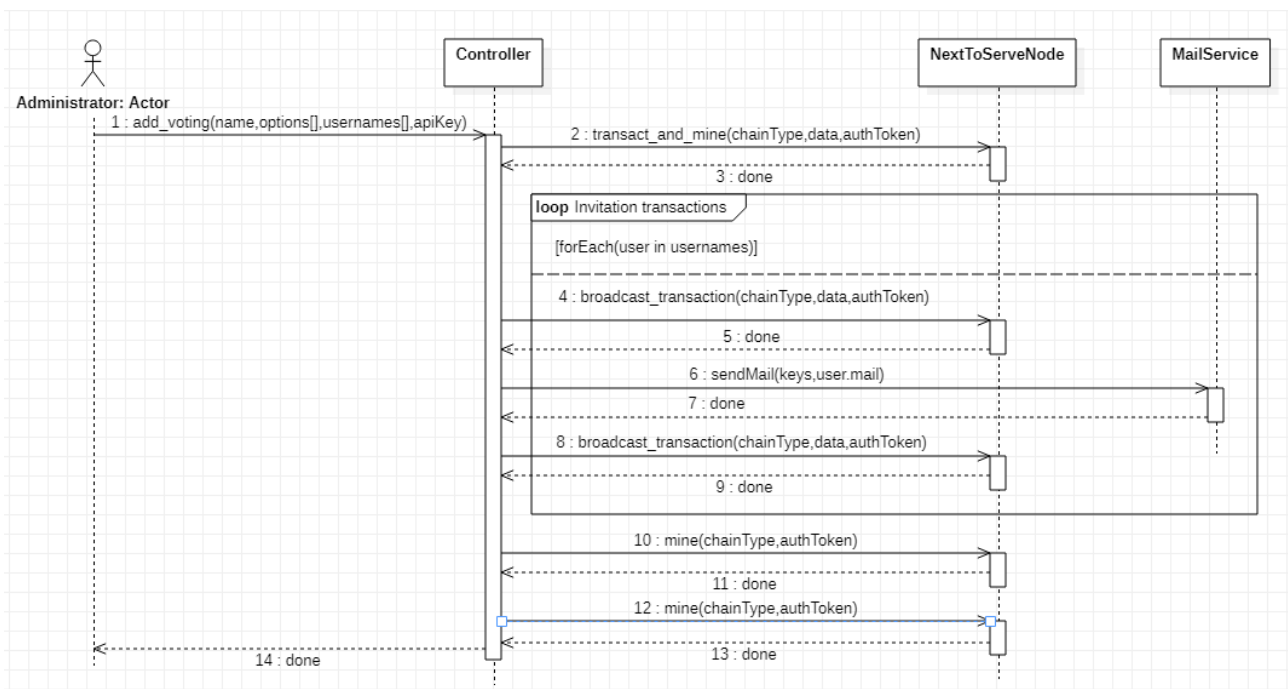 Controller
NextToServeNode
MailService
Administrator: Actor
1 : add_voting(name,options[],usernames[],apiKey)
2 : transact_and_mine(chainType,data,authToken)
3 : done
loop Invitation transactions
[forEach(user in usernames)]
4 : broadcast_transaction(chainType,data,authToken)
5 : done
6 : sendMail(keys,user.mail)
7 : done
8 : broadcast_transaction(chainType,data,authToken)
9 : done
10 : mine(chainType,authToken)
11 : done
12 : mine(chainType,authToken)
13 : done
14 : done